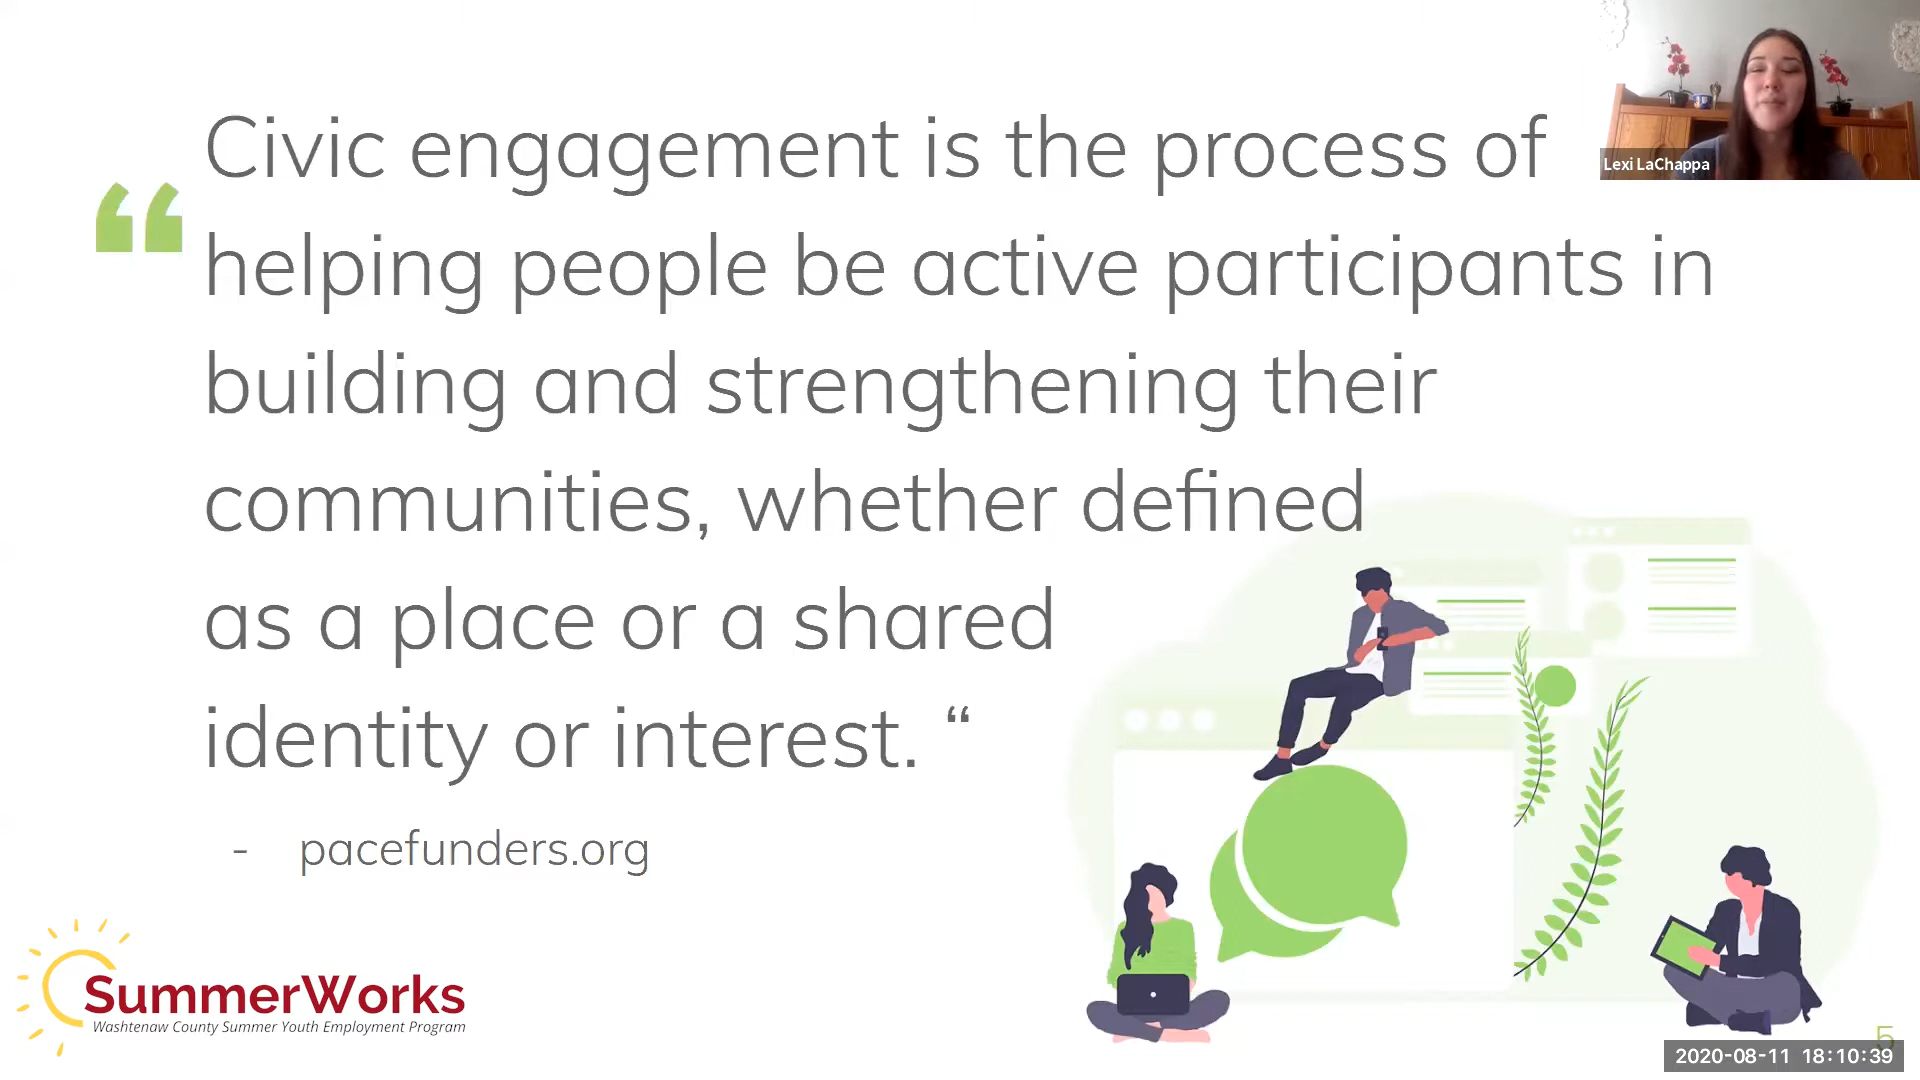 “
Civic engagement is the process of
helping people be active participants in
building and strengthening their
communities, whether defined
as a place or a shared
identity or interest. “
- pacefunders.org
Lexi LaChappa
SummerWorks
Washtenaw County Summer Youth Employment Program
5
2020-08-11 18:10:39